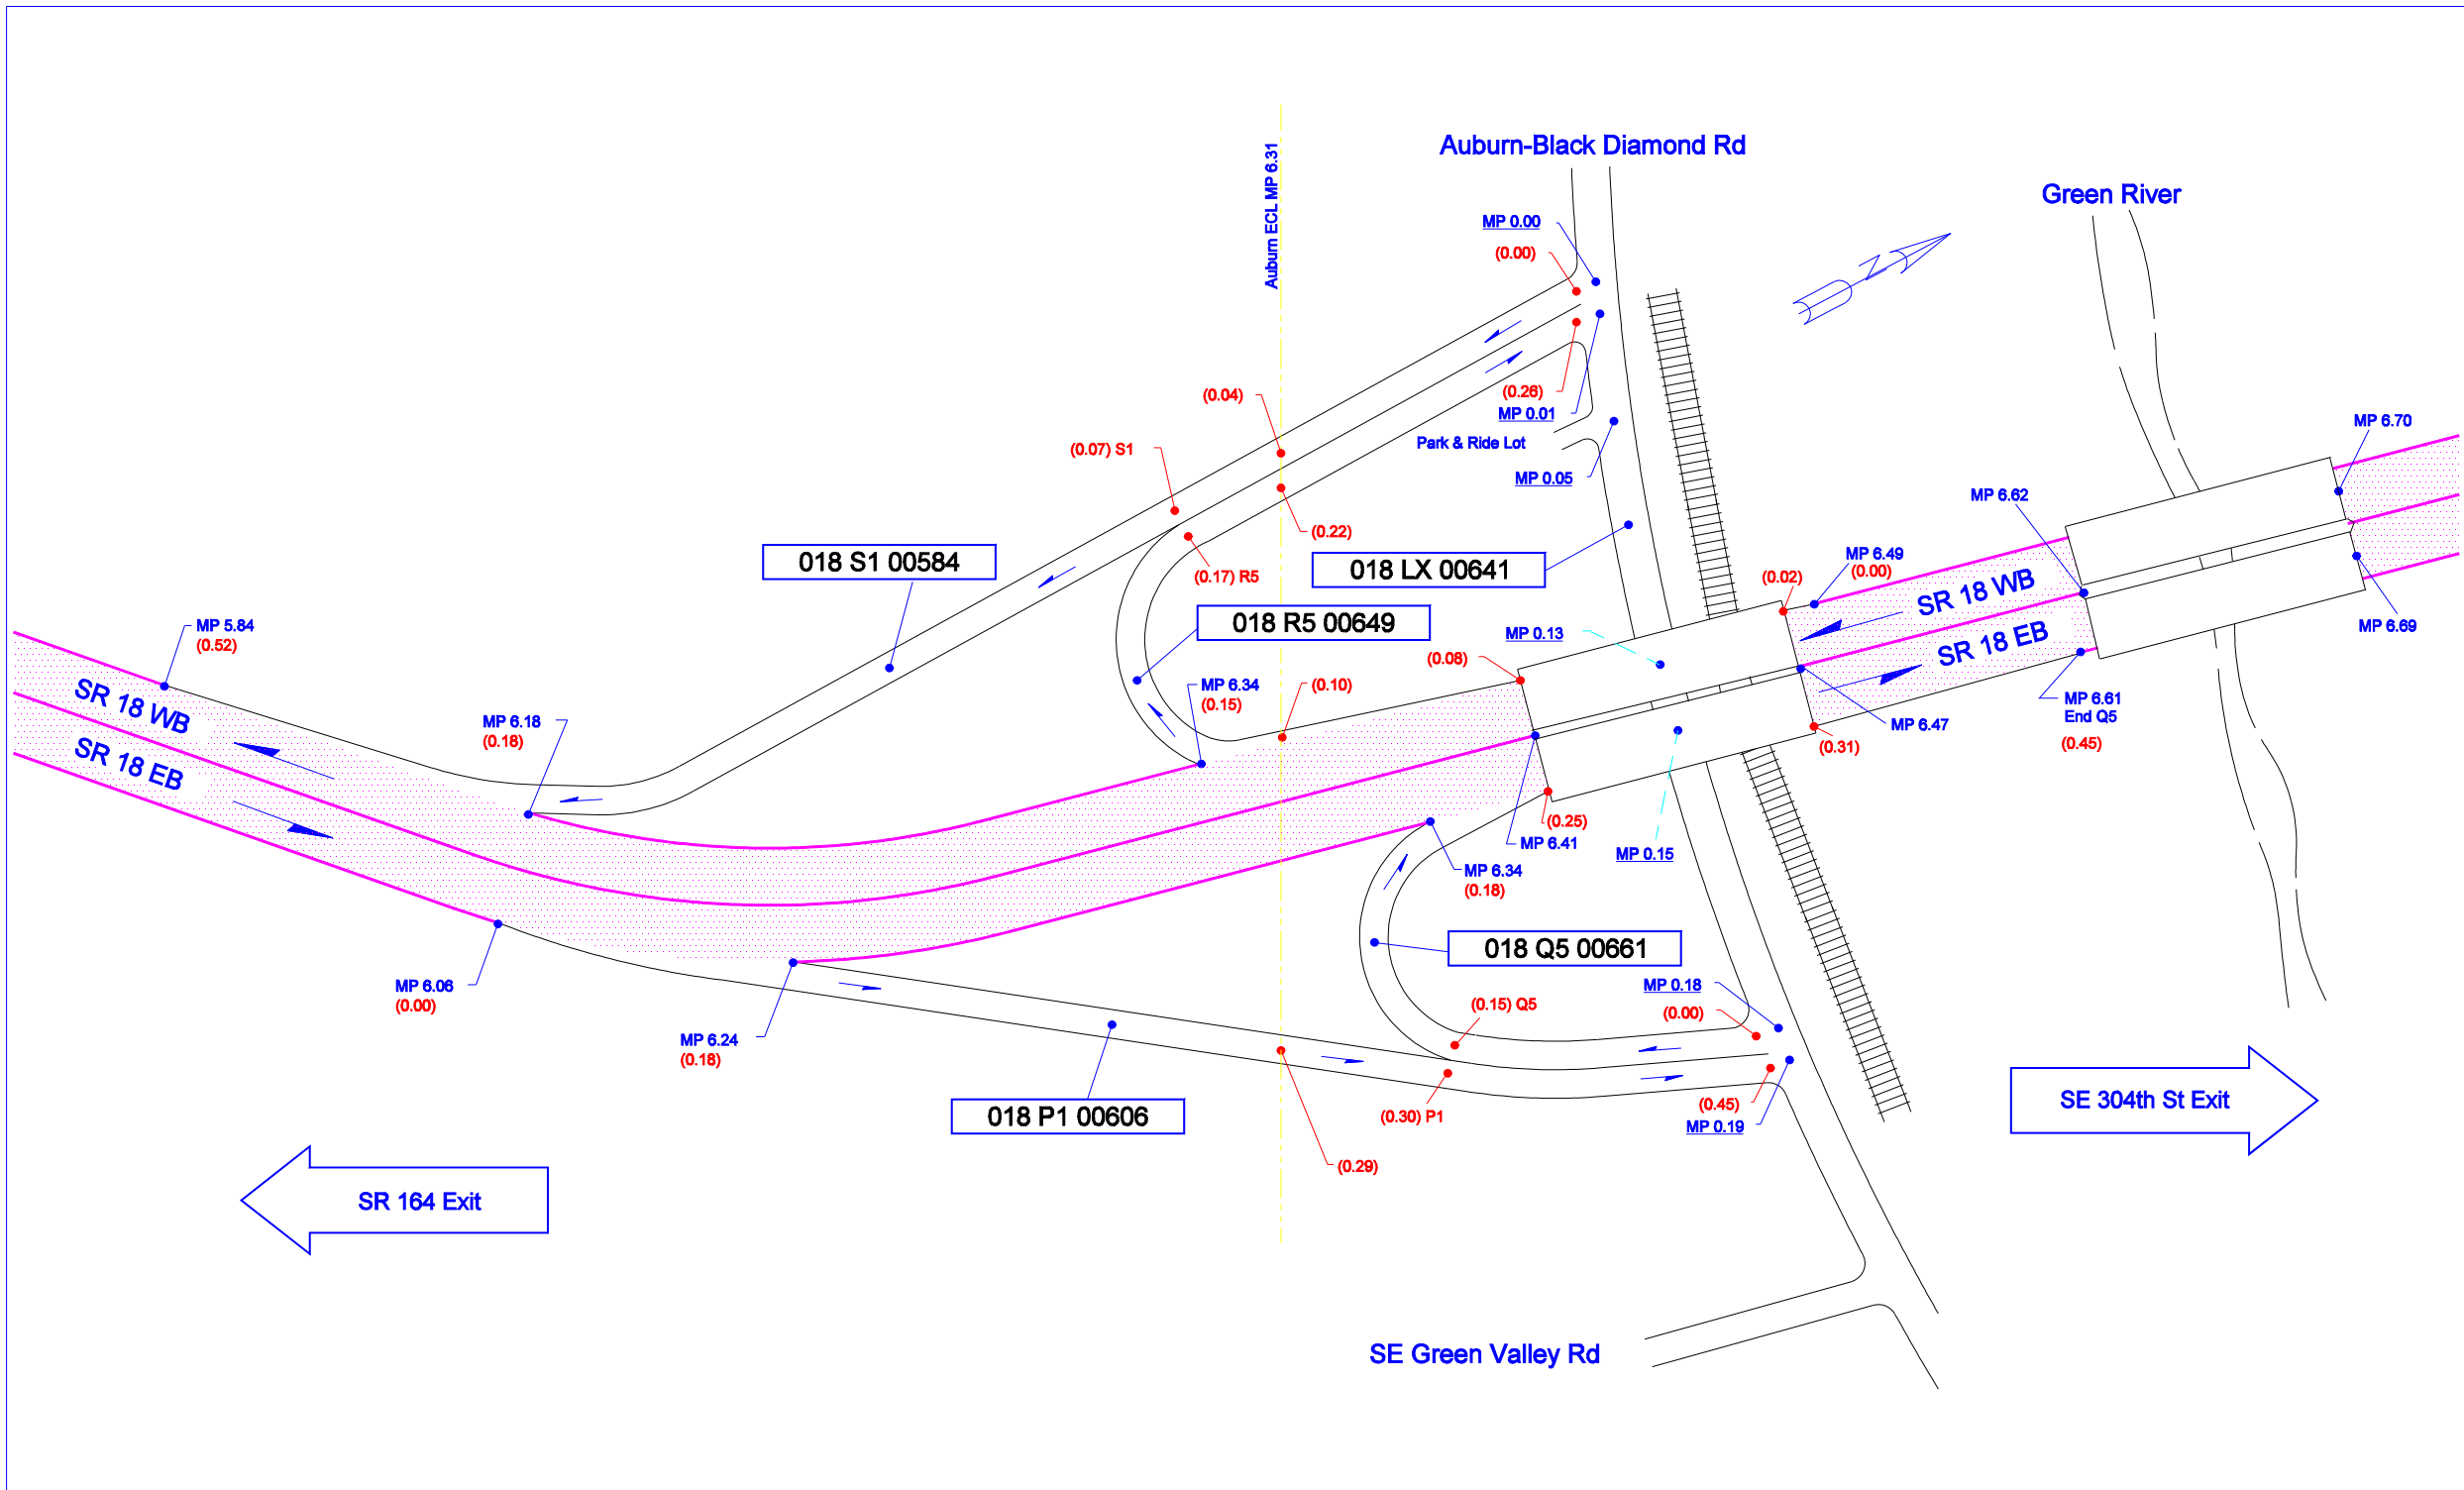 Auburn-Black Diamond Rd
Auburn ECL MP 6.31
Green River
MP 0.00
(0.00)
N
(0.04)
(0.26)
MP 0.01
Park & Ride Lot
MP 0.05
(0.07) S1
MP 6.70
MP 6.62
(0.22)
018 S1 00584
018 LX 00641
(0.17) R5
MP 6.49
(0.00)
(0.02)
SR 18 WB
SR 18 EB
018 R5 00649
MP 5.84
(0.52)
MP 0.13
MP 6.69
(0.08)
MP 6.34
(0.15)
(0.10)
SR 18 WB
SR 18 EB
MP 6.18
(0.18)
MP 6.61
End Q5
(0.45)
MP 6.47
(0.31)
(0.25)
MP 6.41
MP 0.15
MP 6.34
(0.18)
018 Q5 00661
MP 6.06
(0.00)
MP 0.18
(0.00)
(0.15) Q5
MP 6.24
(0.18)
018 P1 00606
(0.30) P1
(0.45)
MP 0.19
SE 304th St Exit
(0.29)
SR 164 Exit
SE Green Valley Rd